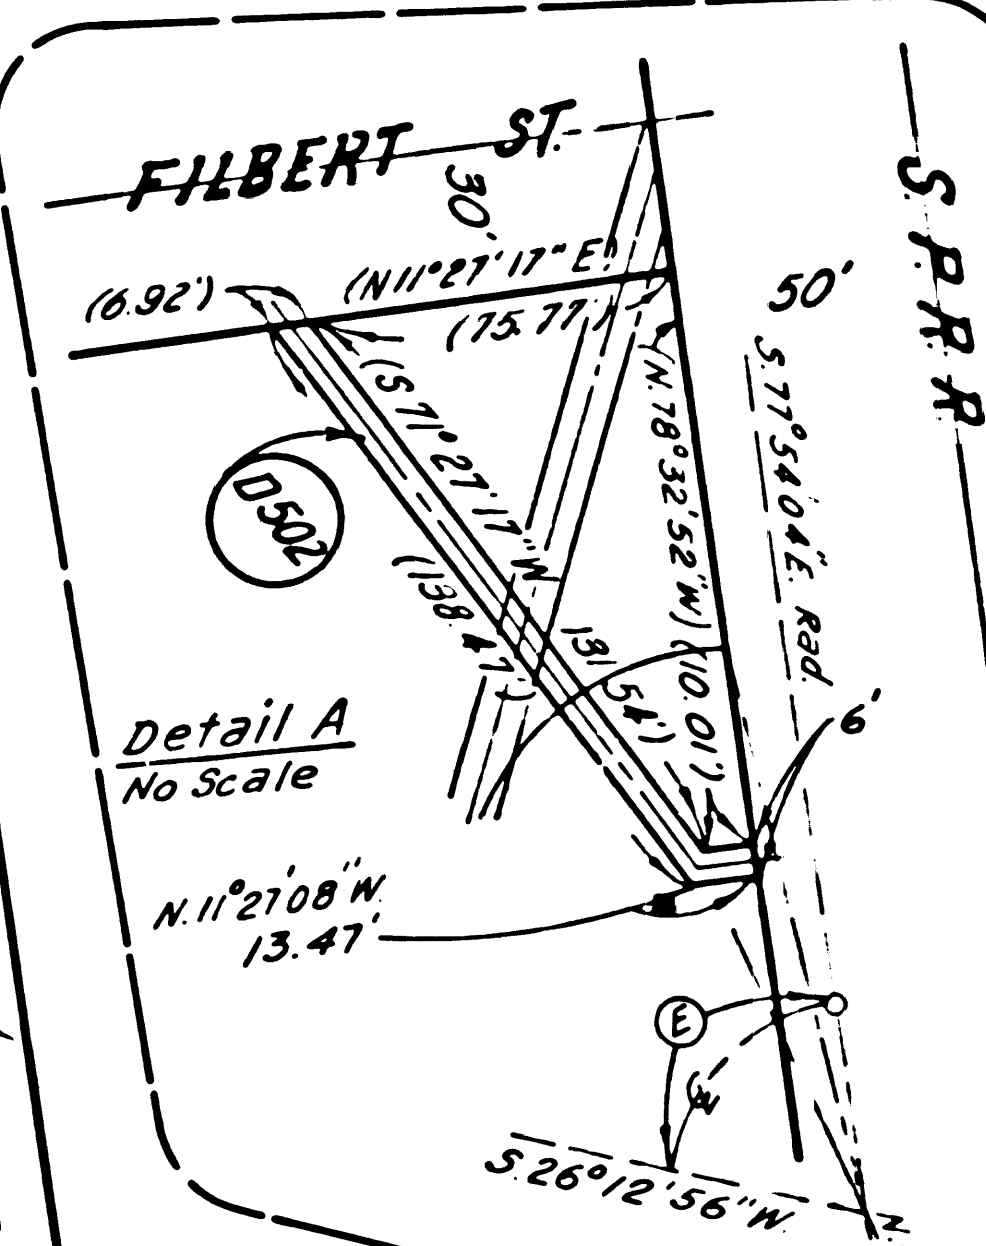 FILBERT ST.
30'
S. P. R. R
50'
(6.92')
(N11°27'17"E)
(75.77')
(S 71°27'17"W
131.54')
(138.47')
(N.78°32'52"W) (10.01')
S.77°54'04"E. Rad.
D502
Detail A
No Scale
6'
N.11°27'08"W.
13.47'
E
S.26°12'56"W